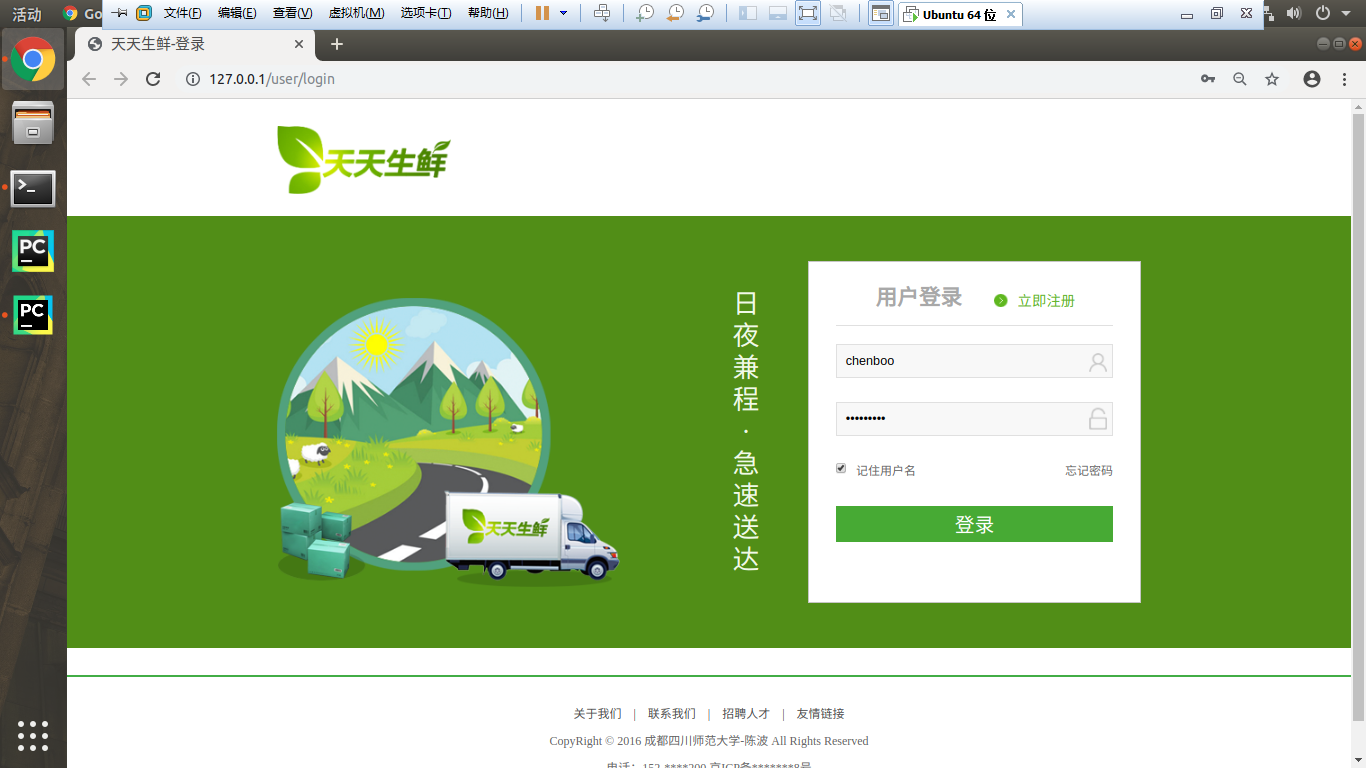 活动
Go
文件(F) 编辑(E) 查看(V) 虚拟机(M) 选项卡(T) 帮助(H)
Ubuntu 64 位
天天生鲜-登录
127.0.0.1/user/login
天天生鲜
日夜兼程·急速送达
天天生鲜
用户登录
立即注册
chenboo
•••••••••
记住用户名
忘记密码
登录
关于我们 | 联系我们 | 招聘人才 | 友情链接
CopyRight © 2016 成都四川师范大学-陈波 All Rights Reserved
PC
PC